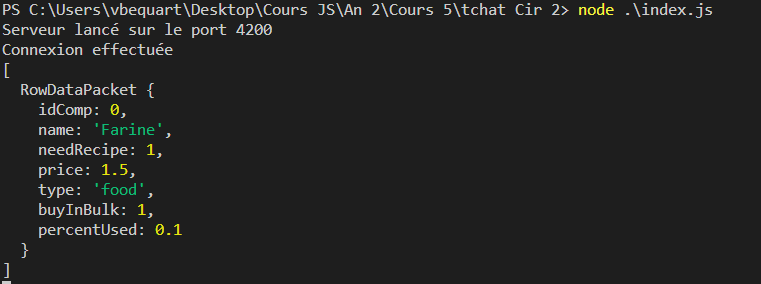 PS C:\Users\vbequart\Desktop\Cours JS\An 2\Cours 5\tchat Cir 2> node .\index.js
Serveur lancé sur le port 4200
Connexion effectuée
[
  RowDataPacket {
    idComp: 0,
    name: 'Farine',
    needRecipe: 1,
    price: 1.5,
    type: 'food',
    buyInBulk: 1,
    percentUsed: 0.1
  }
]